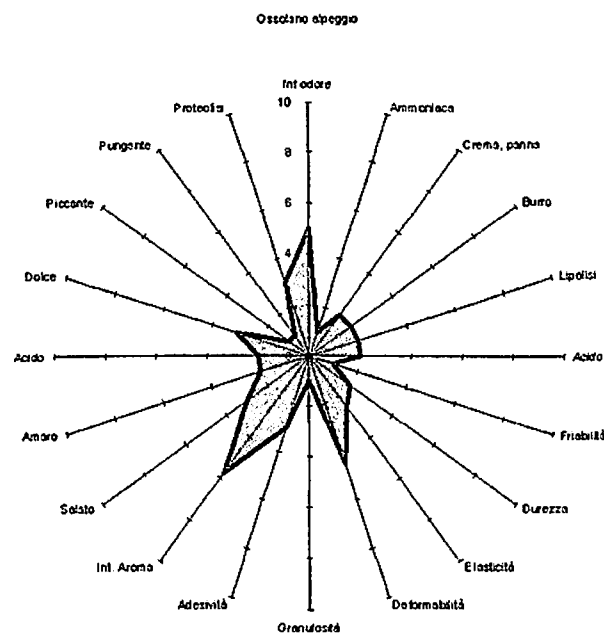 Ossolano alpeggio
Int odore
10
Proteolisi
Ammoniaca
8
Pungente
Crema, panna
6
Piccante
Burro
4
Dolce
Lipolisi
Acido
0
Acido
Amaro
Friabilità
Salato
Durezza
Int. Aroma
Elasticità
Adesività
Deformabilità
Granulosità